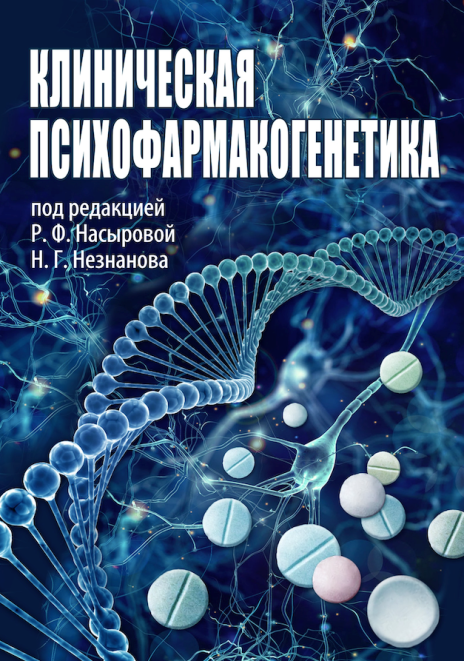 КЛИНИЧЕСКАЯ
ПСИХОФАРМАКОГЕНЕТИКА
под редакцией
Р. Ф. Насыровой
Н. Г. Незнанова